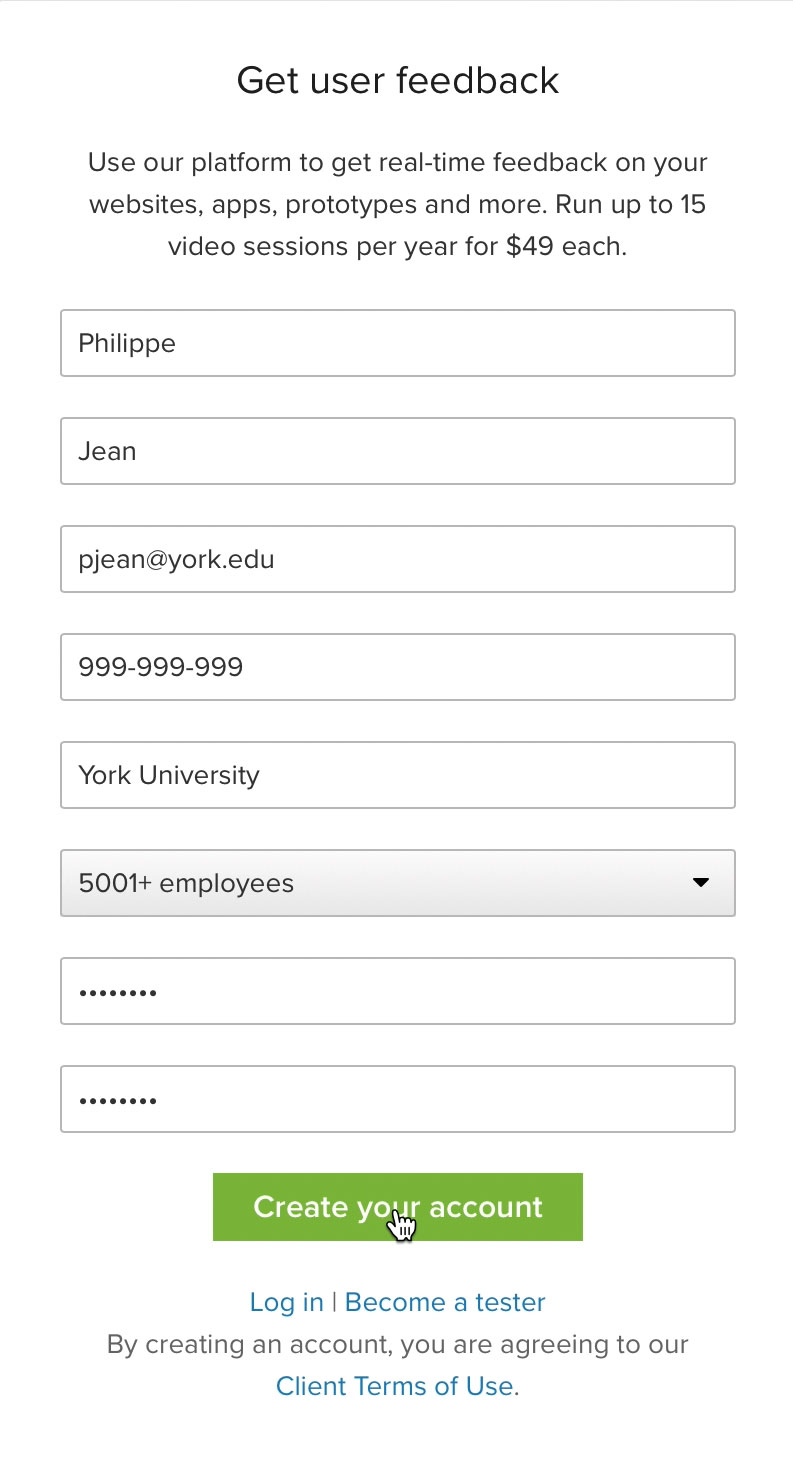 Get user feedback
Use our platform to get real-time feedback on your
websites, apps, prototypes and more. Run up to 15
video sessions per year for $49 each.
Philippe
Jean
pjean@york.edu
999-999-999
York University
5001+ employees
••••••••
••••••••
Create your account
Log in | Become a tester
By creating an account, you are agreeing to our
Client Terms of Use.